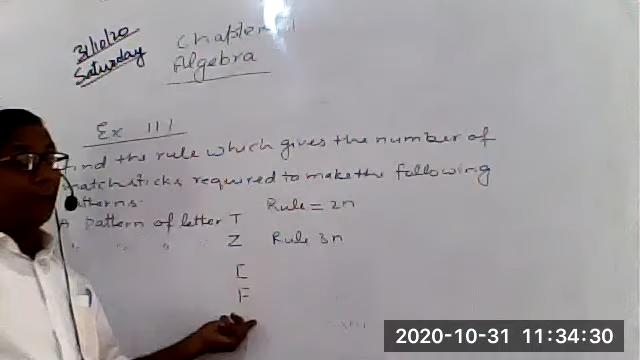 31/10/20
Saturday
Chapter
Algebra
Ex 11.1
Find the rule which gives the number of
matchsticks required to make the following
patterns.
A pattern of letter T Rule = 2n
" " " " Z Rule 3n
[
F
2020-10-31 11:34:30